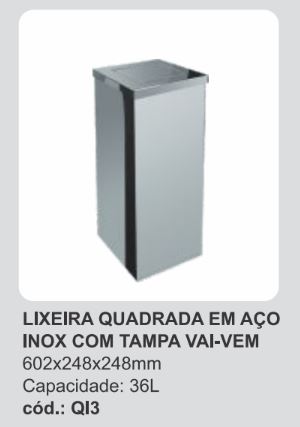 LIXEIRA QUADRADA EM AÇO
INOX COM TAMPA VAI-VEM
602x248x248mm
Capacidade: 36L
cód.: QI3